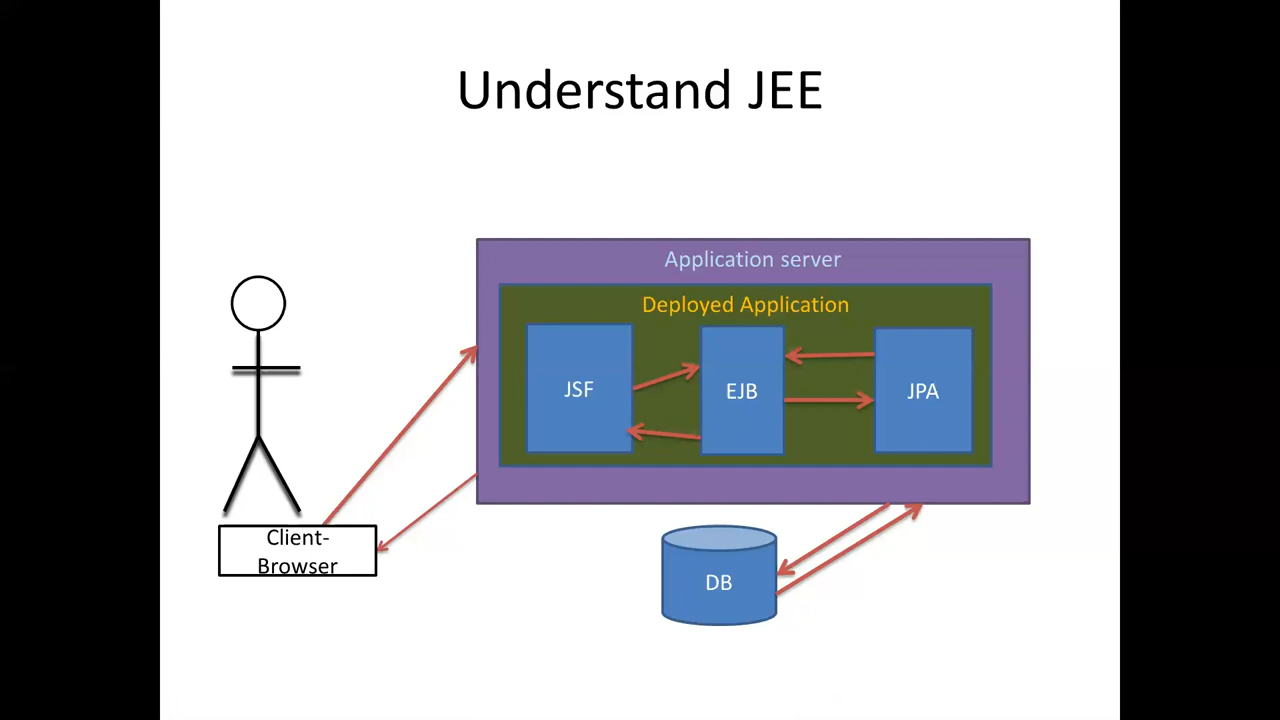 Understand JEE
Application server
Deployed Application
JSF
EJB
JPA
Client-
Browser
DB